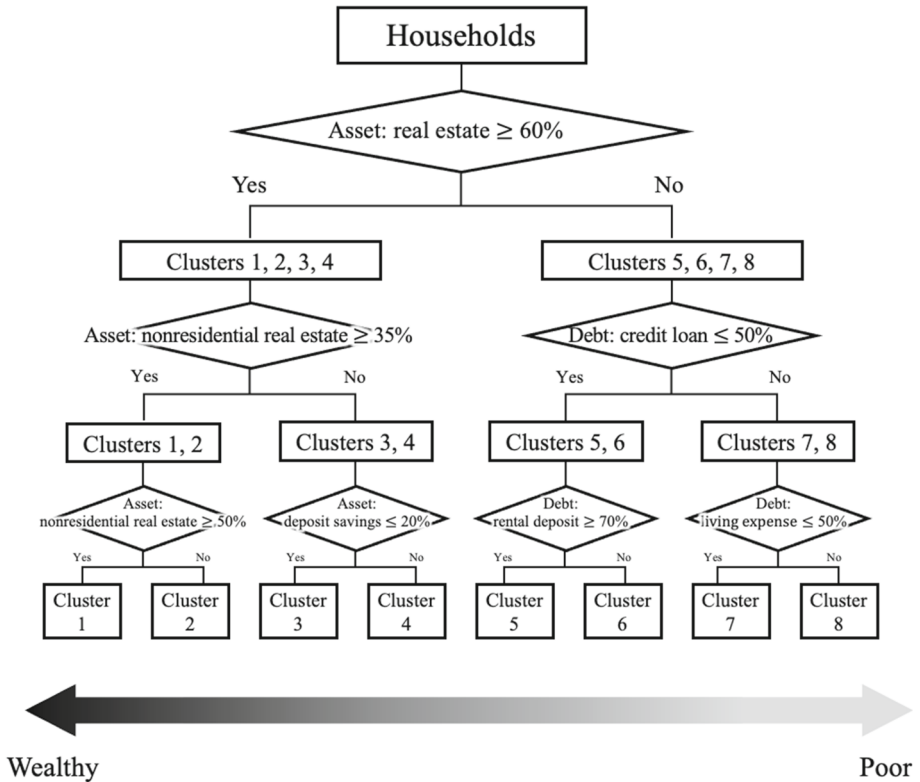 Households
Asset: real estate ≥ 60%
Yes
No
Clusters 1, 2, 3, 4
Clusters 5, 6, 7, 8
Asset: nonresidential real estate ≥ 35%
Debt: credit loan ≤ 50%
Yes
No
Yes
No
Clusters 1, 2
Clusters 3, 4
Clusters 5, 6
Clusters 7, 8
Asset:
nonresidential real estate ≥ 50%
Asset:
deposit savings ≤ 20%
Debt:
rental deposit ≥ 70%
Debt:
living expense ≤ 50%
Yes
No
Yes
No
Yes
No
Yes
No
Cluster
1
Cluster
2
Cluster
3
Cluster
4
Cluster
5
Cluster
6
Cluster
7
Cluster
8
Wealthy
Poor